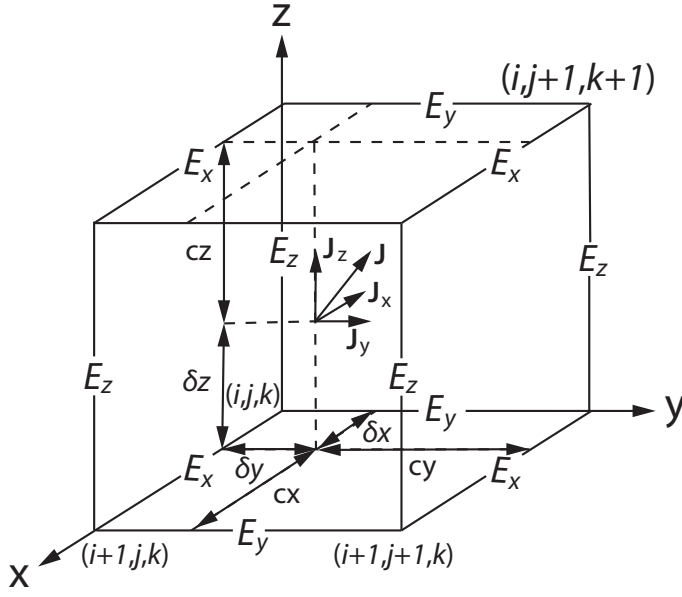 z
(i,j+1,k+1)
E_y
E_x
E_x
cz
E_z
J_z
J
E_z
J_x
J_y
E_z
δz
(i,j,k)
E_z
E_y
y
δx
E_x
δy
cy
E_x
cx
E_y
x
(i+1,j,k)
(i+1,j+1,k)